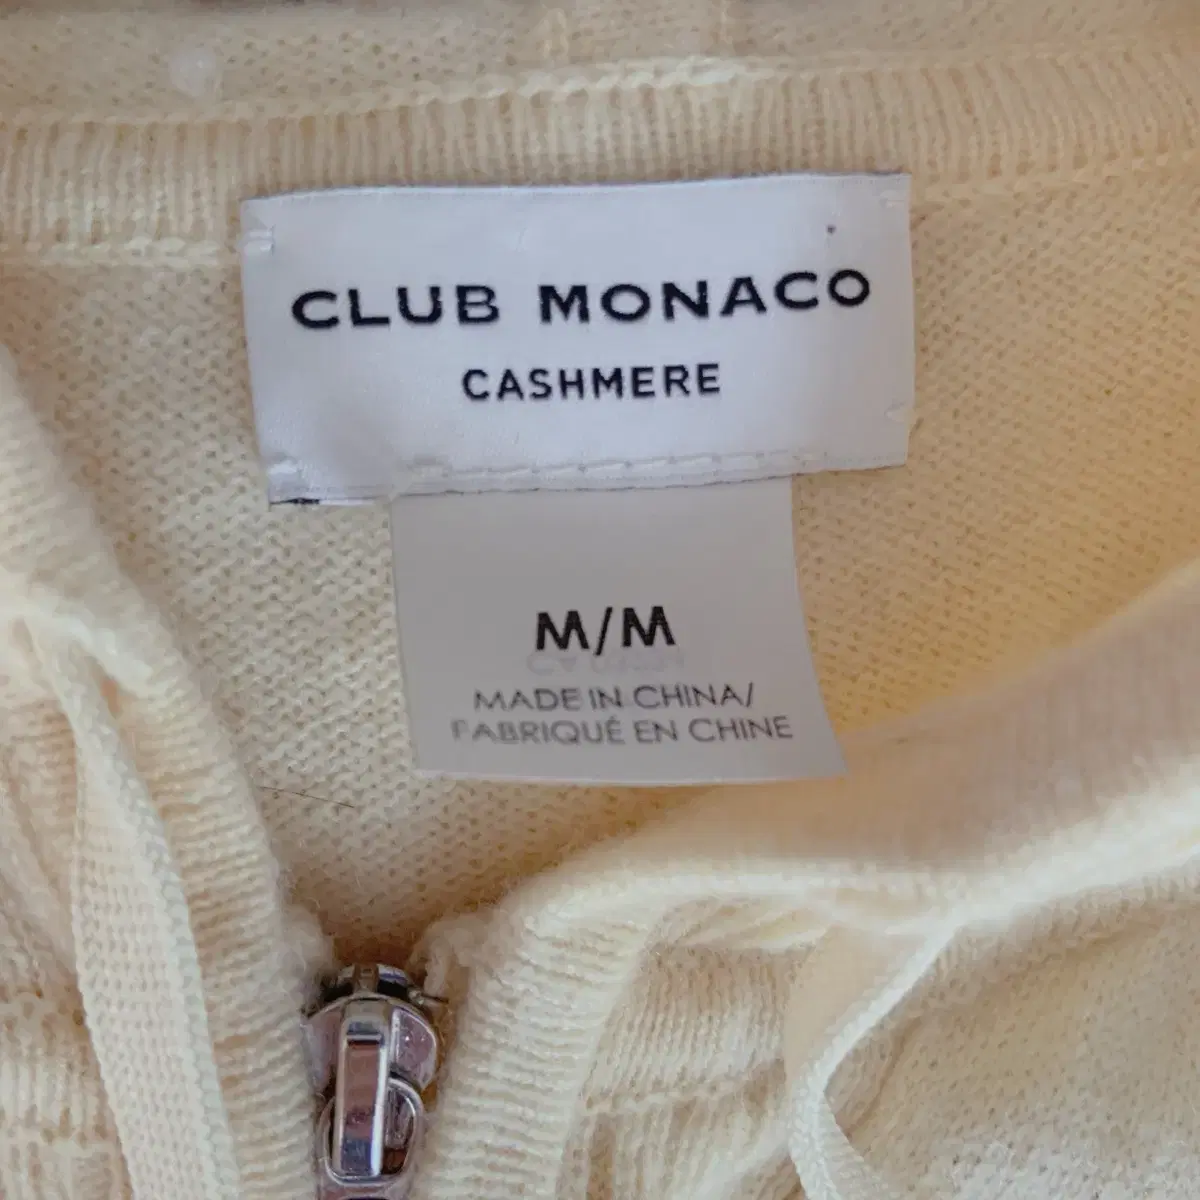 CLUB MONACO
CASHMERE
M/M
MADE IN CHINA/
FABRIQUÉ EN CHINE